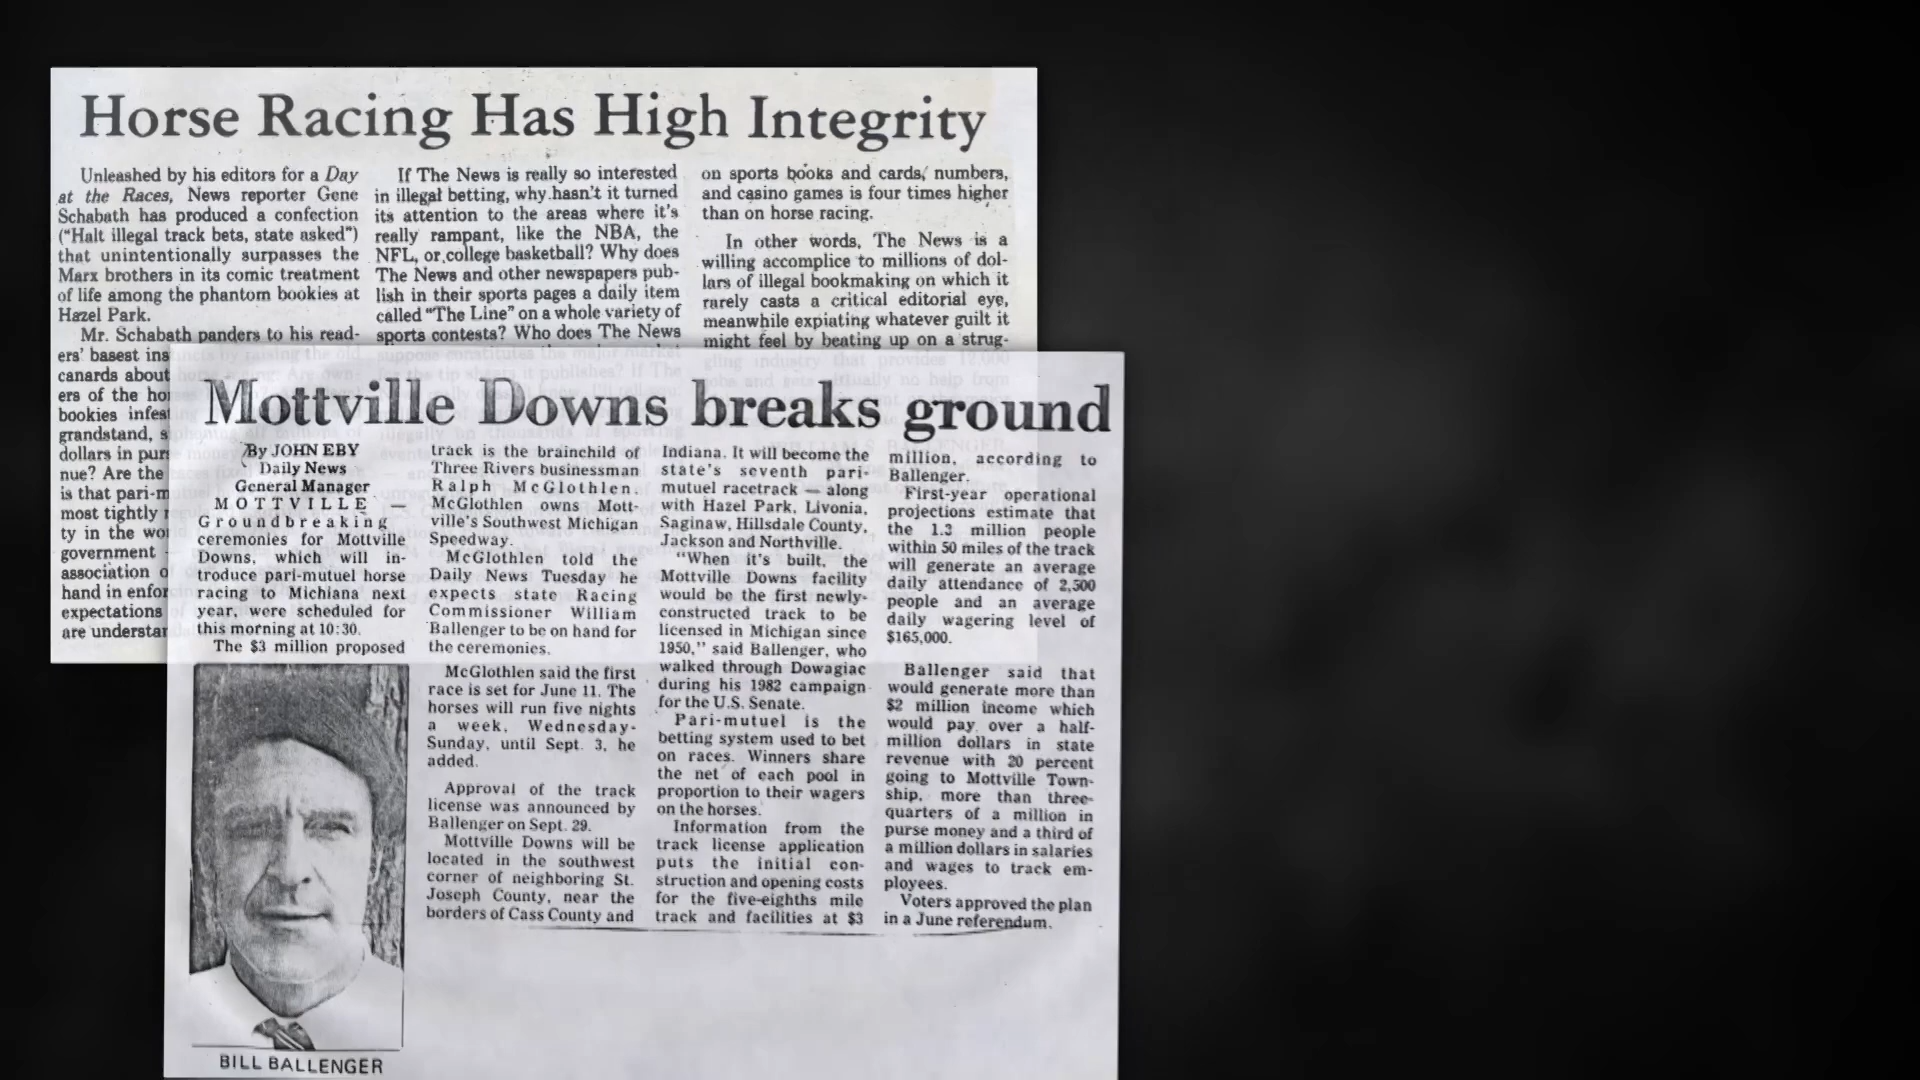 Horse Racing Has High Integrity
Unleashed by his editors for a Day
at the Races, News reporter Gene
Schabath has produced a confection
("Halt illegal track bets, state asked")
that unintentionally surpasses the
Marx brothers in its comic treatment
of life among the phantom bookies at
Hazel Park.
Mr. Schabath panders to his read-
ers' basest ins
canards about
ers of the ho
bookies infes
grandstand, s
dollars in pur
nue? Are the
is that pari-m
most tightly
ty in the wo
government
association o
hand in enfor
expectations
are understa
If The News is really so interested
in illegal betting, why hasn't it turned
its attention to the areas where it's
really rampant, like the NBA, the
NFL, or college basketball? Why does
The News and other newspapers pub-
lish in their sports pages a daily item
called "The Line" on a whole variety of
sports contests? Who does The News
on sports books and cards, numbers,
and casino games is four times higher
than on horse racing.
In other words, The News is a
willing accomplice to millions of dol-
lars of illegal bookmaking on which it
rarely casts a critical editorial eye,
meanwhile expiating whatever guilt it
might feel by beating up on a strug-
Mottville Downs breaks ground
By JOHN EBY
Daily News
General Manager
MOTTVILLE —
Groundbreaking
ceremonies for Mottville
Downs, which will in-
troduce pari-mutuel horse
racing to Michiana next
year, were scheduled for
this morning at 10:30.
The $3 million proposed
track is the brainchild of
Three Rivers businessman
Ralph McGlothlen.
McGlothlen owns Mott-
ville's Southwest Michigan
Speedway.
McGlothlen told the
Daily News Tuesday he
expects state Racing
Commissioner William
Ballenger to be on hand for
the ceremonies.
McGlothlen said the first
race is set for June 11. The
horses will run five nights
a week, Wednesday-
Sunday, until Sept. 3, he
added.
Approval of the track
license was announced by
Ballenger on Sept. 29.
Mottville Downs will be
located in the southwest
corner of neighboring St.
Joseph County, near the
borders of Cass County and
Indiana. It will become the
state's seventh pari-
mutuel racetrack — along
with Hazel Park, Livonia,
Saginaw, Hillsdale County,
Jackson and Northville.
"When it's built, the
Mottville Downs facility
would be the first newly-
constructed track to be
licensed in Michigan since
1950," said Ballenger, who
walked through Dowagiac
during his 1982 campaign
for the U.S. Senate.
Pari-mutuel is the
betting system used to bet
on races. Winners share
the net of each pool in
proportion to their wagers
on the horses.
Information from the
track license application
puts the initial con-
struction and opening costs
for the five-eighths mile
track and facilities at $3
million, according to
Ballenger.
First-year operational
projections estimate that
the 1.3 million people
within 50 miles of the track
will generate an average
daily attendance of 2,500
people and an average
daily wagering level of
$165,000.
Ballenger said that
would generate more than
$2 million income which
would pay over a half-
million dollars in state
revenue with 20 percent
going to Mottville Town-
ship, more than three-
quarters of a million in
purse money and a third of
a million dollars in salaries
and wages to track em-
ployees.
Voters approved the plan
in a June referendum.
BILL BALLENGER